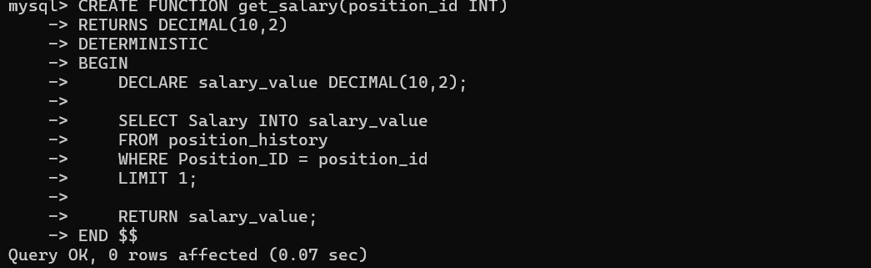 mysql> CREATE FUNCTION get_salary(position_id INT)
    -> RETURNS DECIMAL(10,2)
    -> DETERMINISTIC
    -> BEGIN
    ->     DECLARE salary_value DECIMAL(10,2);
    ->
    ->     SELECT Salary INTO salary_value
    ->     FROM position_history
    ->     WHERE Position_ID = position_id
    ->     LIMIT 1;
    ->
    ->     RETURN salary_value;
    -> END $$
Query OK, 0 rows affected (0.07 sec)